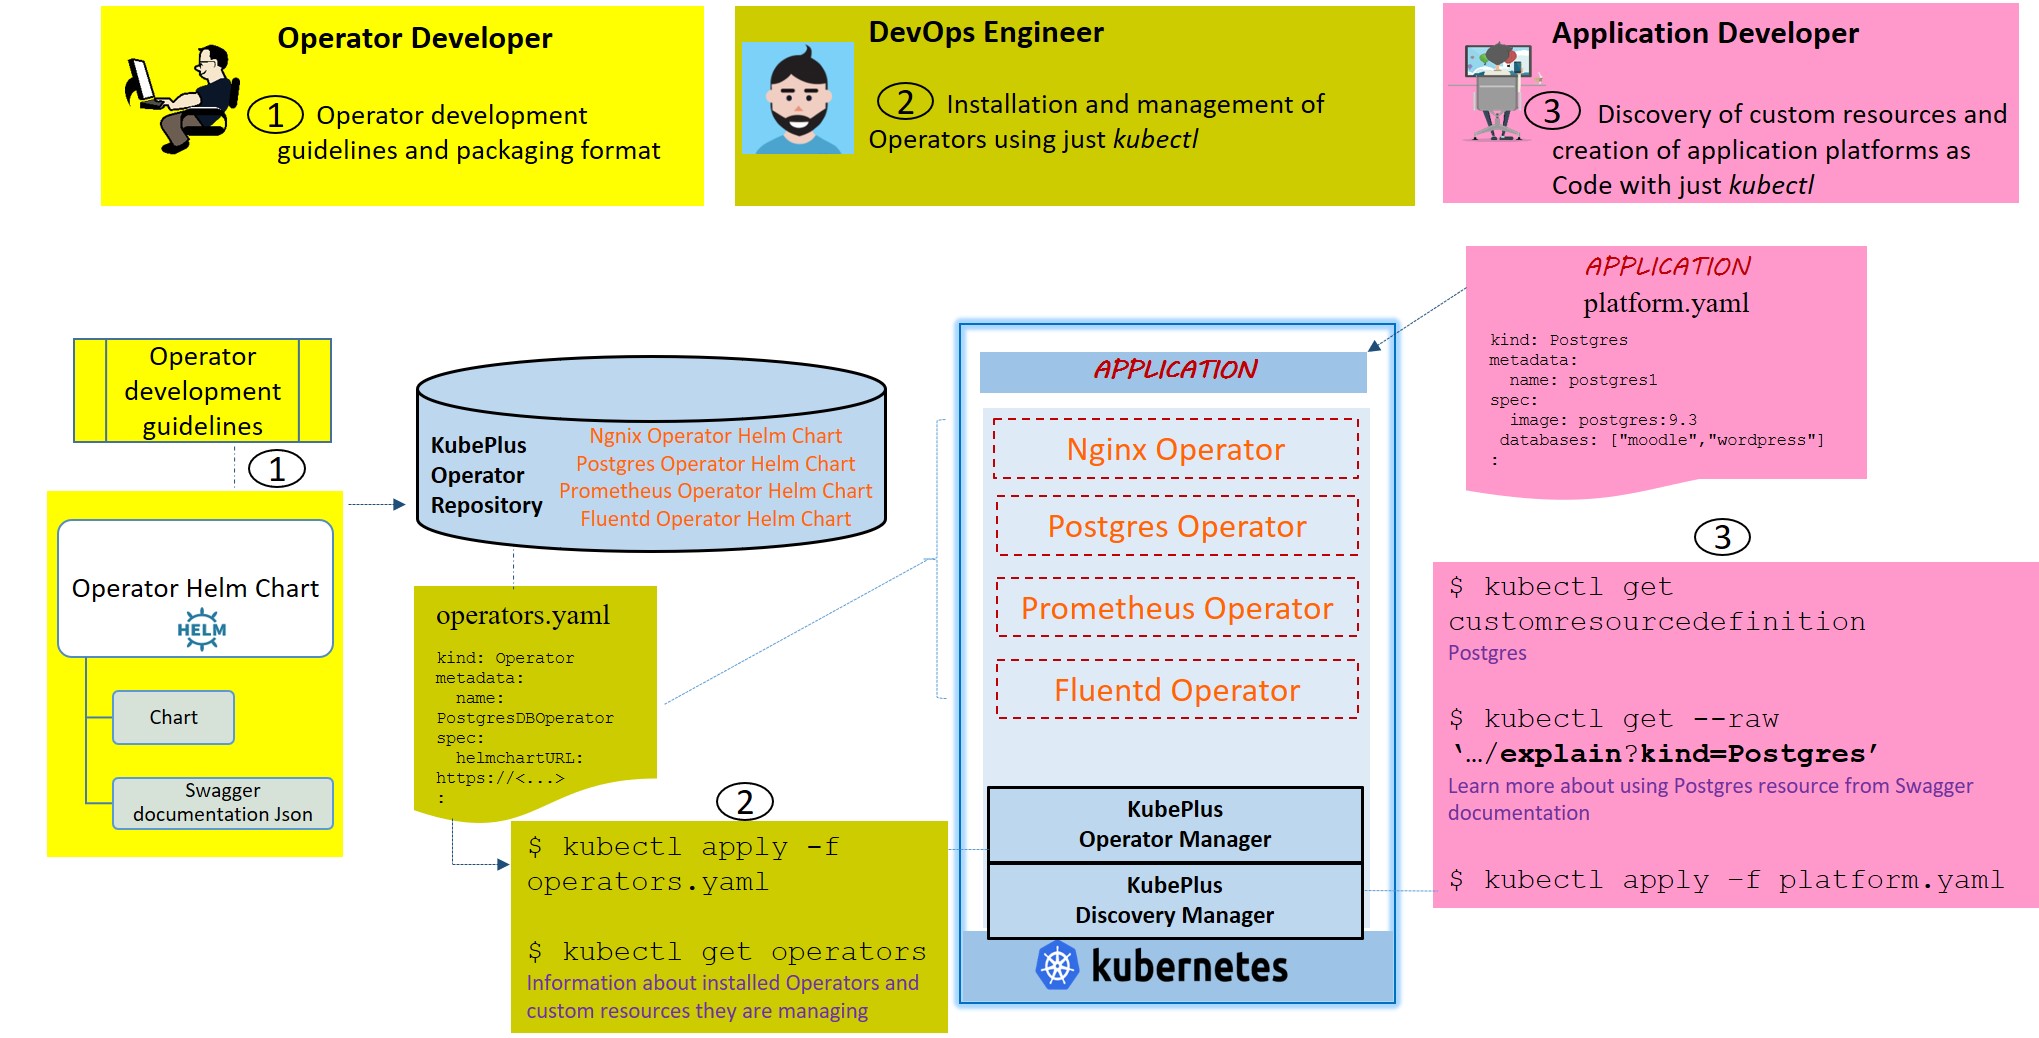 Operator Developer
1 Operator development
guidelines and packaging format
DevOps Engineer
2 Installation and management of
Operators using just kubectl
Application Developer
3 Discovery of custom resources and
creation of application platforms as
Code with just kubectl
Operator
development
guidelines
1
Operator Helm Chart
HELM
Chart
Swagger
documentation Json
KubePlus
Operator
Repository
Ngnix Operator Helm Chart
Postgres Operator Helm Chart
Prometheus Operator Helm Chart
Fluentd Operator Helm Chart
operators.yaml
kind: Operator
metadata:
name:
PostgresDBOperator
spec:
helmchartURL:
https://<...>
:
2
$ kubectl apply -f
operators.yaml
$ kubectl get operators
Information about installed Operators and
custom resources they are managing
APPLICATION
Nginx Operator
Postgres Operator
Prometheus Operator
Fluentd Operator
KubePlus
Operator Manager
KubePlus
Discovery Manager
kubernetes
APPLICATION
platform.yaml
kind: Postgres
metadata:
name: postgres1
spec:
image: postgres:9.3
databases: ["moodle","wordpress"]
:
3
$ kubectl get
customresourcedefinition
Postgres
$ kubectl get --raw
‘…/explain?kind=Postgres’
Learn more about using Postgres resource from Swagger
documentation
$ kubectl apply –f platform.yaml